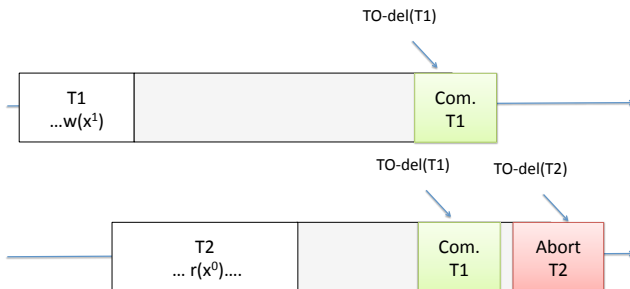 TO-del(T1)
T1
...w(x¹)
Com.
T1
TO-del(T1)
TO-del(T2)
T2
... r(x⁰)....
Com.
T1
Abort
T2